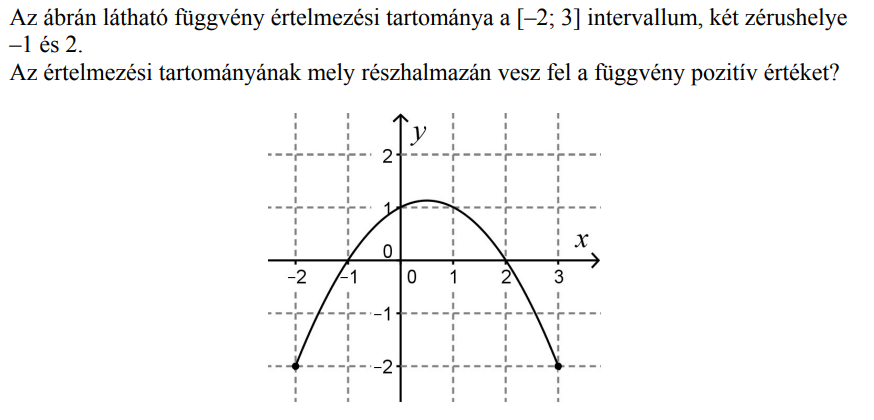 Az ábrán látható függvény értelmezési tartománya a [–2; 3] intervallum, két zérushelye
–1 és 2.
Az értelmezési tartományának mely részhalmazán vesz fel a függvény pozitív értéket?
y
2
1
x
0
-2 -1 0 1 2 3
-1
-2